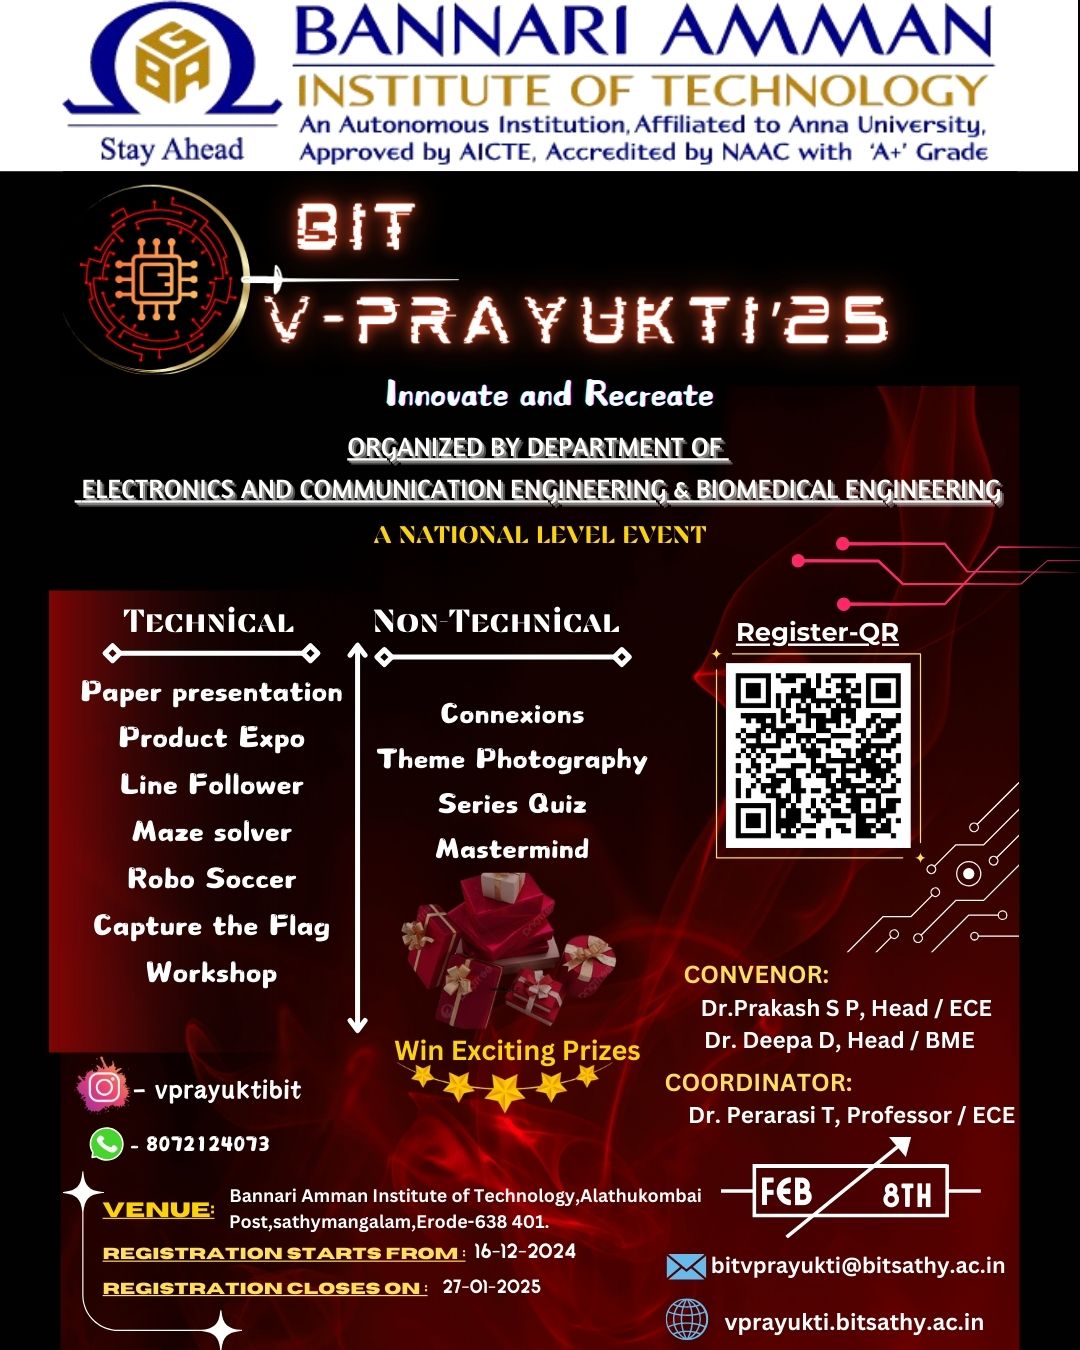 BANNARI AMMAN
INSTITUTE OF TECHNOLOGY
An Autonomous Institution, Affiliated to Anna University,
Approved by AICTE, Accredited by NAAC with 'A+' Grade
GBA
Stay Ahead
BIT
V-PRAYUKTI'25
Innovate and Recreate
ORGANIZED BY DEPARTMENT OF
ELECTRONICS AND COMMUNICATION ENGINEERING & BIOMEDICAL ENGINEERING
A NATIONAL LEVEL EVENT
TECHNICAL
Paper presentation
Product Expo
Line Follower
Maze solver
Robo Soccer
Capture the Flag
Workshop
NON-TECHNICAL
Connexions
Theme Photography
Series Quiz
Mastermind
Win Exciting Prizes
Register-QR
CONVENOR:
Dr.Prakash S P, Head / ECE
Dr. Deepa D, Head / BME
COORDINATOR:
Dr. Perarasi T, Professor / ECE
- vprayuktibit
- 8072124073
FEB 8TH
VENUE: Bannari Amman Institute of Technology,Alathukombai
Post,sathymangalam,Erode-638 401.
REGISTRATION STARTS FROM : 16-12-2024
REGISTRATION CLOSES ON : 27-01-2025
bitvprayukti@bitsathy.ac.in
vprayukti.bitsathy.ac.in